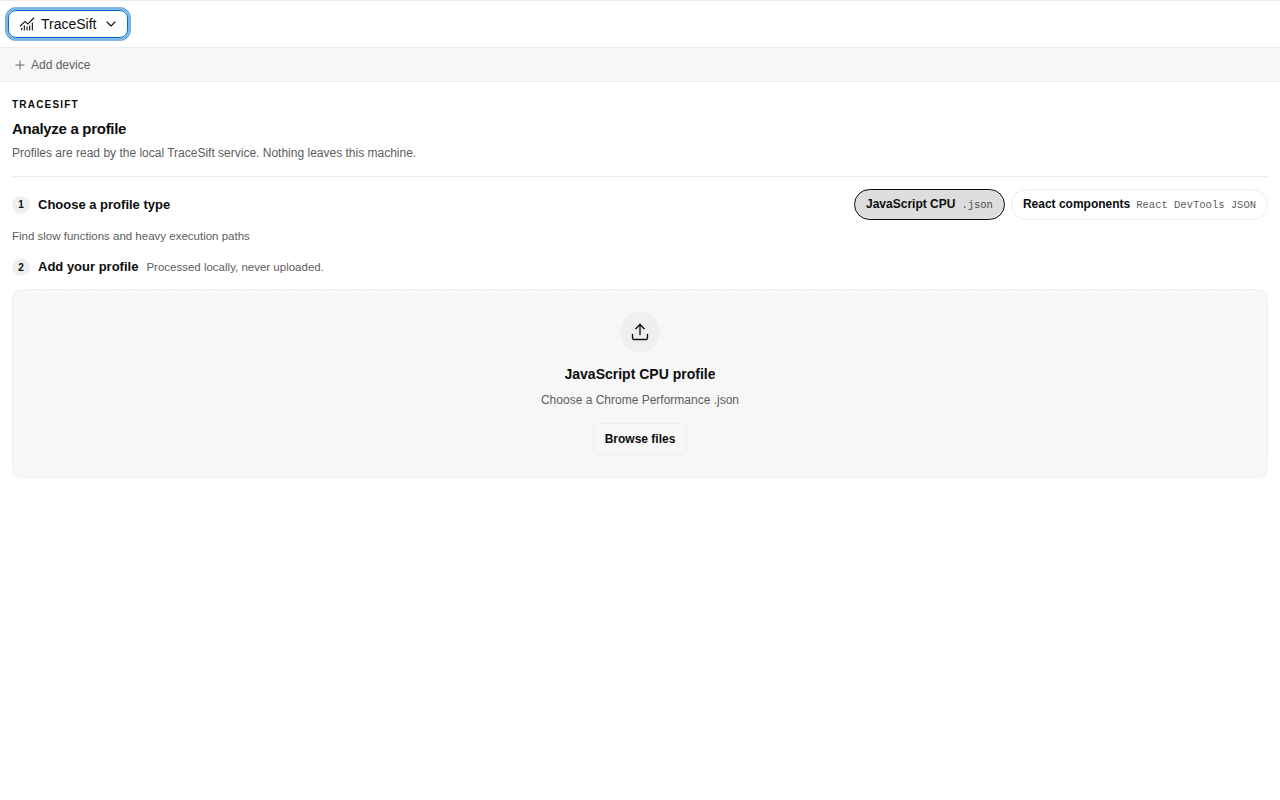 TraceSift
Add device
TRACESIFT
Analyze a profile
Profiles are read by the local TraceSift service. Nothing leaves this machine.
1 Choose a profile type
JavaScript CPU .json
React components React DevTools JSON
Find slow functions and heavy execution paths
2 Add your profile Processed locally, never uploaded.
JavaScript CPU profile
Choose a Chrome Performance .json
Browse files